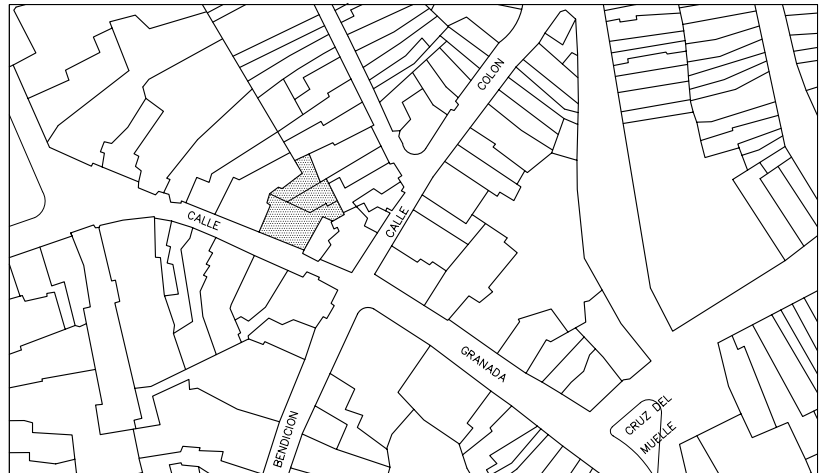 COLON
CALLE
CALLE
GRANADA
BENDICION
CRUZ DEL
MUELLE